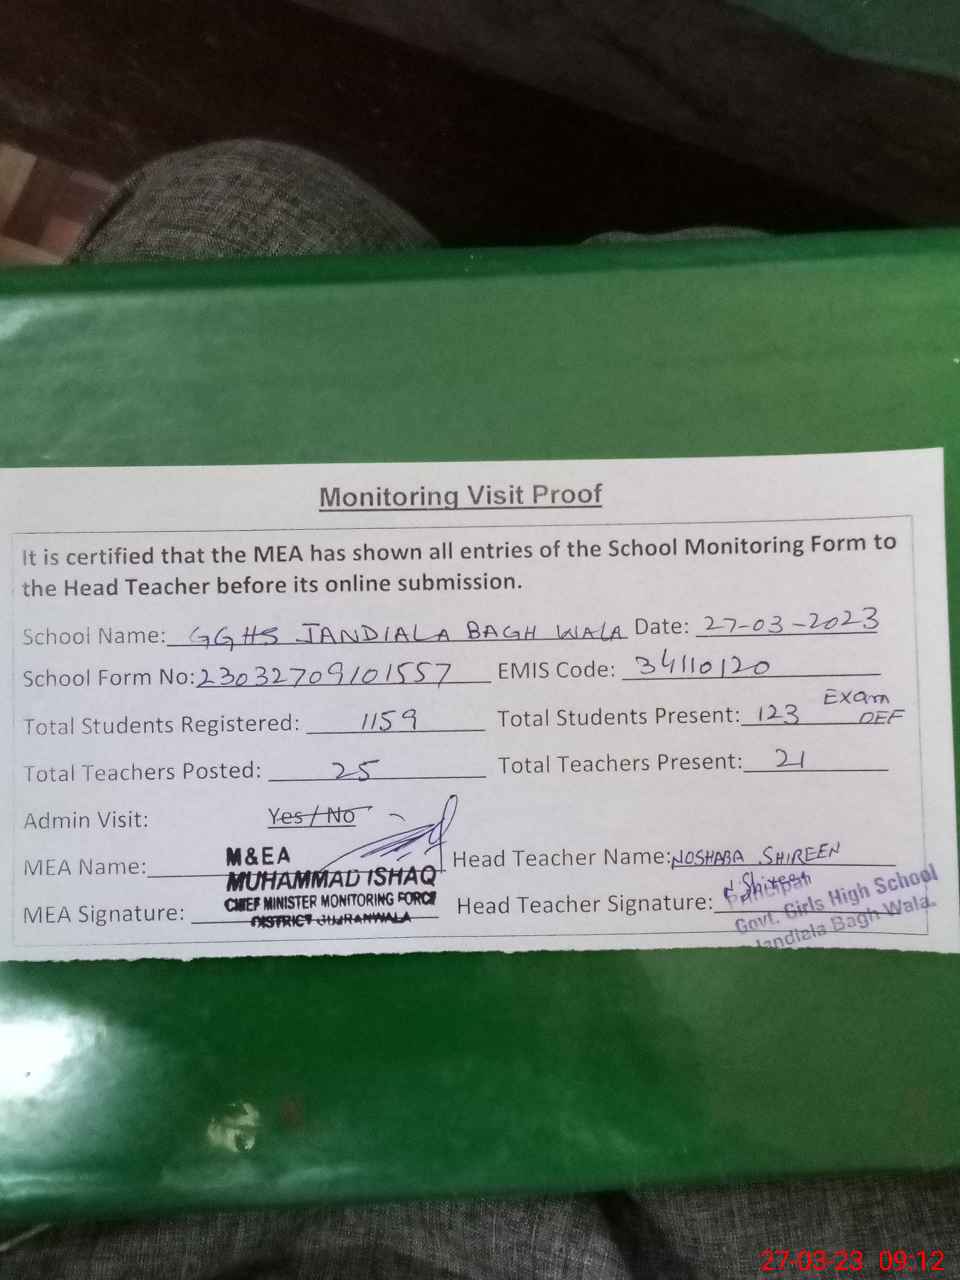 Monitoring Visit Proof
It is certified that the MEA has shown all entries of the School Monitoring Form to
the Head Teacher before its online submission.
School Name: GGHS JANDIALA BAGH WALA Date: 27-03-2023
School Form No: 23032709101557 EMIS Code: 34110120
Total Students Registered: 1159 Total Students Present: 123 Exam DEF
Total Teachers Posted: 25 Total Teachers Present: 21
Admin Visit: Yes / No
MEA Name: M&EA MUHAMMAD ISHAQ Head Teacher Name: NOSHABA SHIREEN
CHIEF MINISTER MONITORING FORCE
MEA Signature: DISTRICT GUJRANWALA Head Teacher Signature: N.Shireen
Principal
Govt. Girls High School
Jandiala Bagh Wala.
27-03-23 09:12